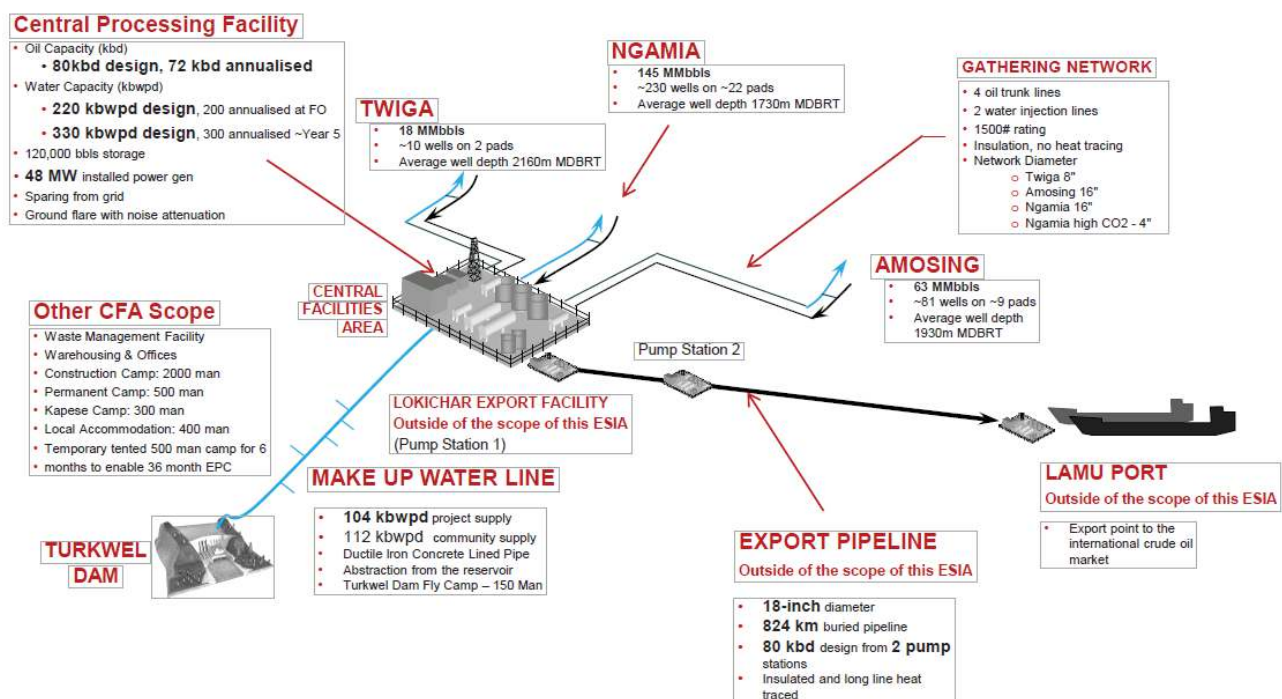 Central Processing Facility
• Oil Capacity (kbd)
• 80kbd design, 72 kbd annualised
• Water Capacity (kbwpd)
• 220 kbwpd design, 200 annualised at FO
• 330 kbwpd design, 300 annualised ~Year 5
• 120,000 bbls storage
• 48 MW installed power gen
• Sparing from grid
• Ground flare with noise attenuation
TWIGA
• 18 MMbbls
• ~10 wells on 2 pads
• Average well depth 2160m MDBRT
NGAMIA
• 145 MMbbls
• ~230 wells on ~22 pads
• Average well depth 1730m MDBRT
GATHERING NETWORK
• 4 oil trunk lines
• 2 water injection lines
• 1500# rating
• Insulation, no heat tracing
• Network Diameter
o Twiga 8"
o Amosing 16"
o Ngamia 16"
o Ngamia high CO2 - 4"
AMOSING
• 63 MMbbls
• ~81 wells on ~9 pads
• Average well depth
1930m MDBRT
CENTRAL
FACILITIES
AREA
Other CFA Scope
• Waste Management Facility
• Warehousing & Offices
• Construction Camp: 2000 man
• Permanent Camp: 500 man
• Kapese Camp: 300 man
• Local Accommodation: 400 man
• Temporary tented 500 man camp for 6
• months to enable 36 month EPC
Pump Station 2
LOKICHAR EXPORT FACILITY
Outside of the scope of this ESIA
(Pump Station 1)
MAKE UP WATER LINE
• 104 kbwpd project supply
• 112 kbwpd community supply
• Ductile Iron Concrete Lined Pipe
• Abstraction from the reservoir
• Turkwel Dam Fly Camp – 150 Man
TURKWEL
DAM
EXPORT PIPELINE
Outside of the scope of this ESIA
• 18-inch diameter
• 824 km buried pipeline
• 80 kbd design from 2 pump
stations
• Insulated and long line heat
traced
LAMU PORT
Outside of the scope of this ESIA
• Export point to the
international crude oil
market